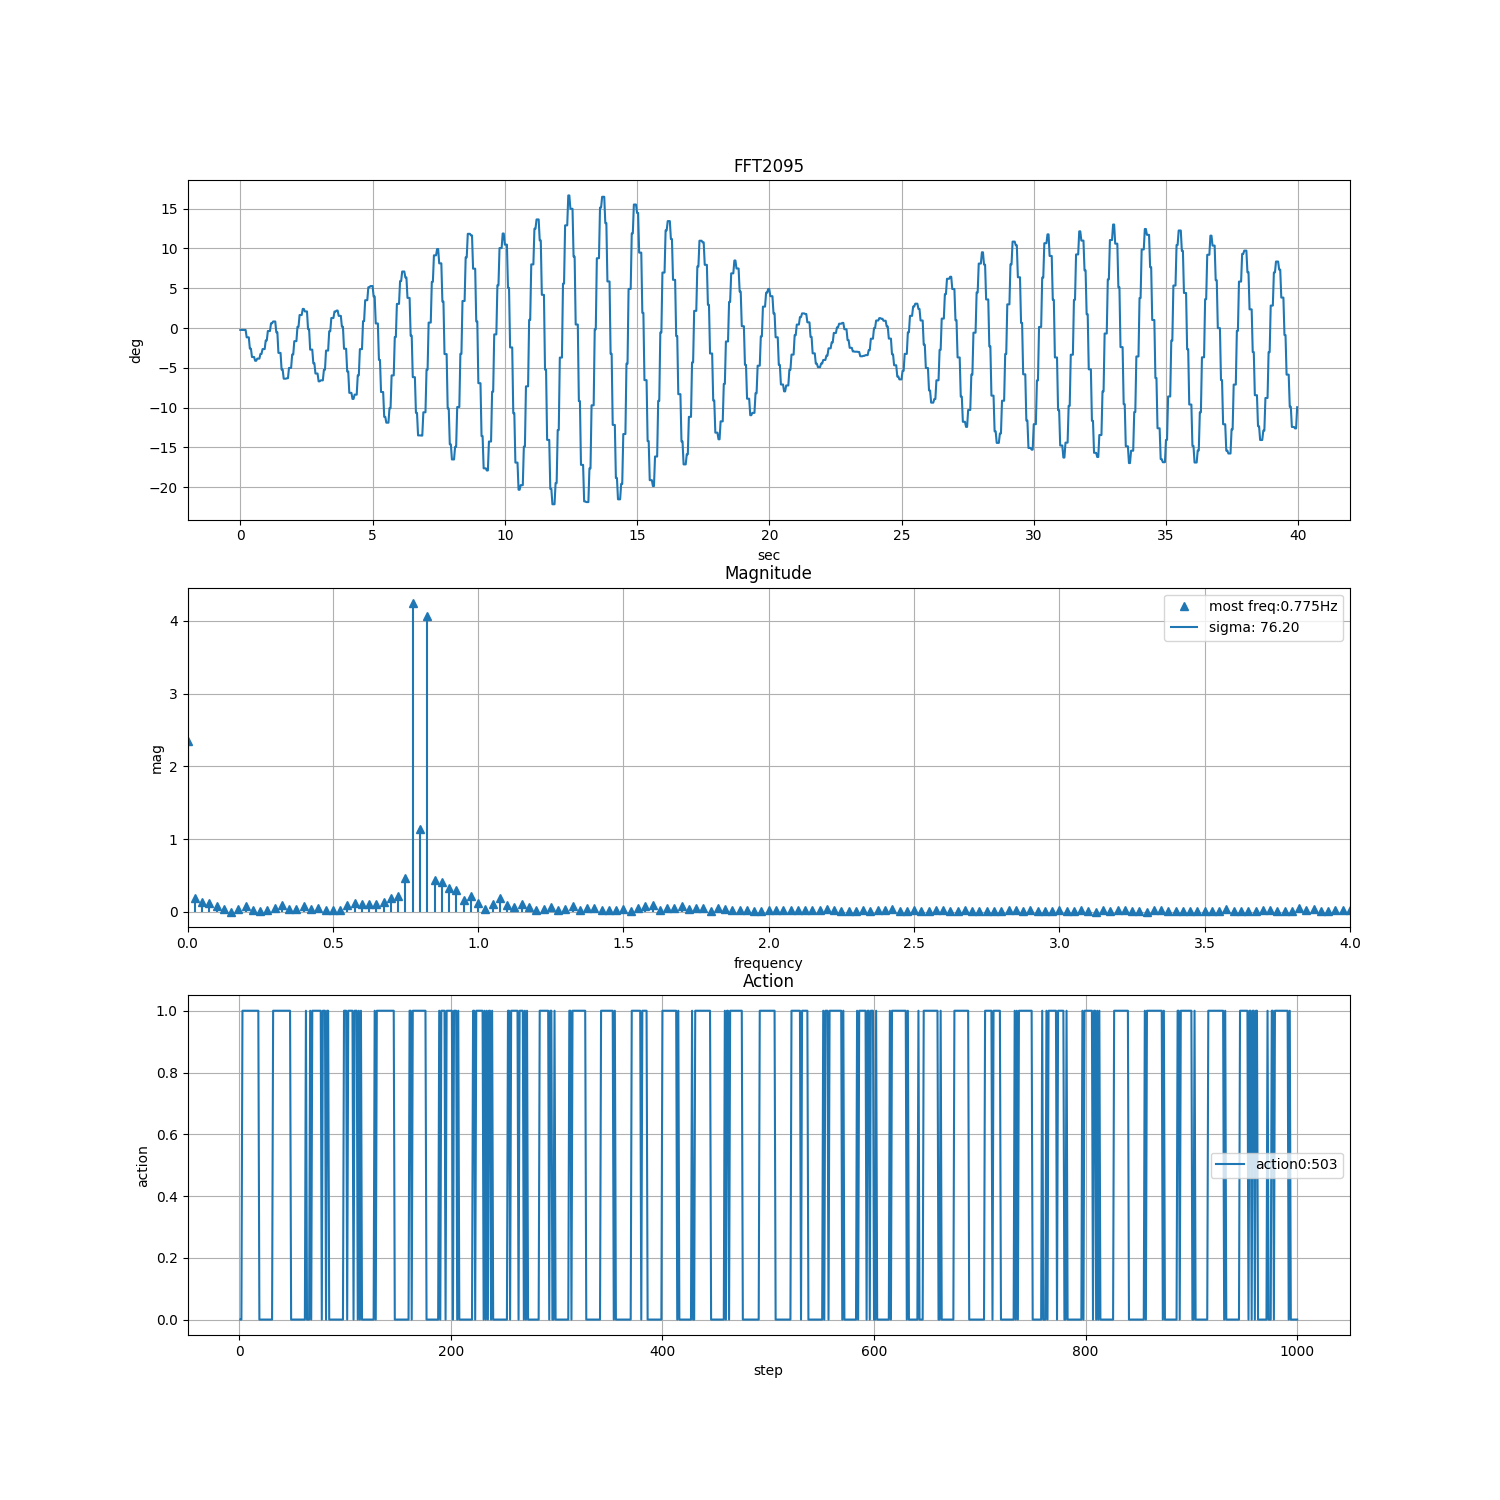 FFT2095
15
10
5
0
−5
−10
−15
−20
deg
0 5 10 15 20 25 30 35 40
sec
Magnitude
most freq:0.775Hz
sigma: 76.20
4
3
2
1
0
mag
0.0 0.5 1.0 1.5 2.0 2.5 3.0 3.5 4.0
frequency
Action
1.0
0.8
0.6
0.4
0.2
0.0
action
action0:503
0 200 400 600 800 1000
step